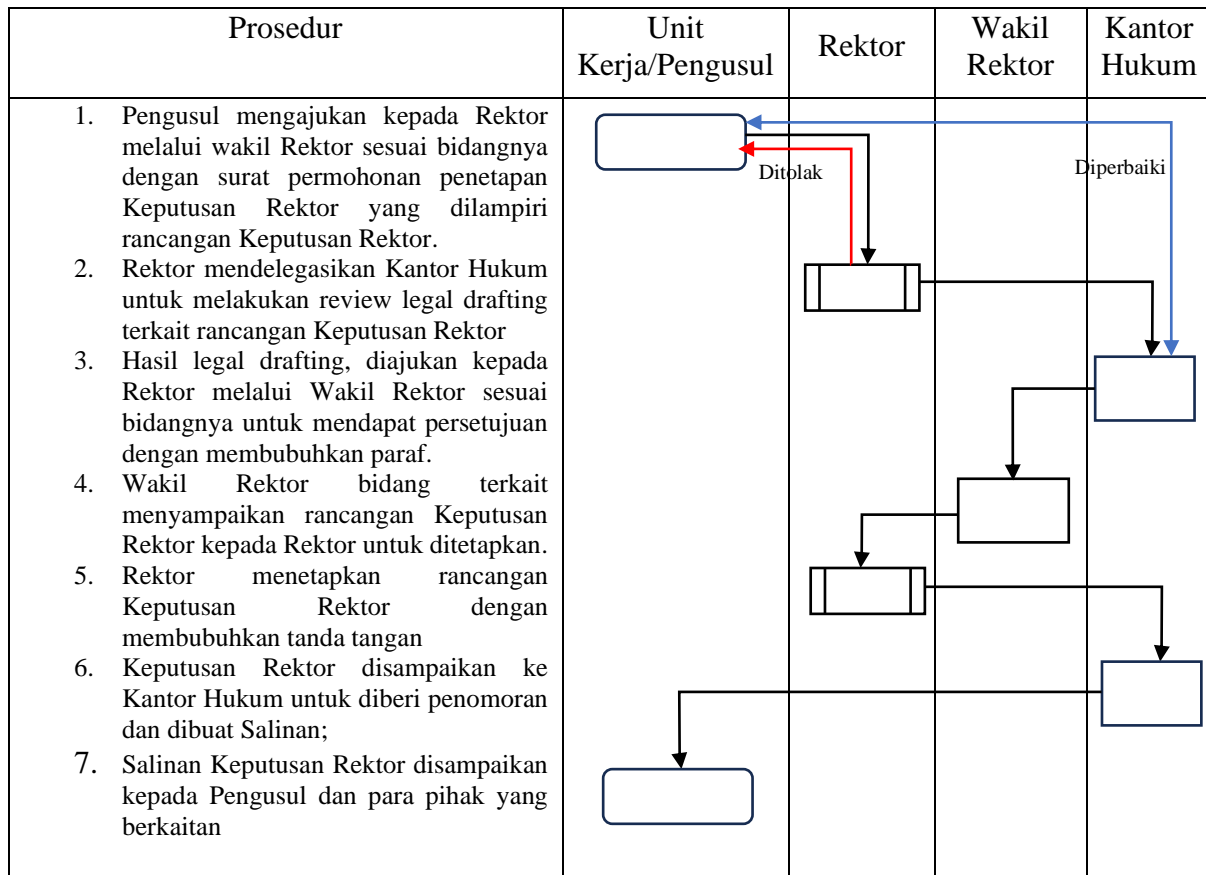 Prosedur
Unit
Kerja/Pengusul
Rektor
Wakil
Rektor
Kantor
Hukum
1. Pengusul mengajukan kepada Rektor
melalui wakil Rektor sesuai bidangnya
dengan surat permohonan penetapan
Keputusan Rektor yang dilampiri
rancangan Keputusan Rektor.
2. Rektor mendelegasikan Kantor Hukum
untuk melakukan review legal drafting
terkait rancangan Keputusan Rektor
3. Hasil legal drafting, diajukan kepada
Rektor melalui Wakil Rektor sesuai
bidangnya untuk mendapat persetujuan
dengan membubuhkan paraf.
4. Wakil Rektor bidang terkait
menyampaikan rancangan Keputusan
Rektor kepada Rektor untuk ditetapkan.
5. Rektor menetapkan rancangan
Keputusan Rektor dengan
membubuhkan tanda tangan
6. Keputusan Rektor disampaikan ke
Kantor Hukum untuk diberi penomoran
dan dibuat Salinan;
7. Salinan Keputusan Rektor disampaikan
kepada Pengusul dan para pihak yang
berkaitan
Ditolak
Diperbaiki